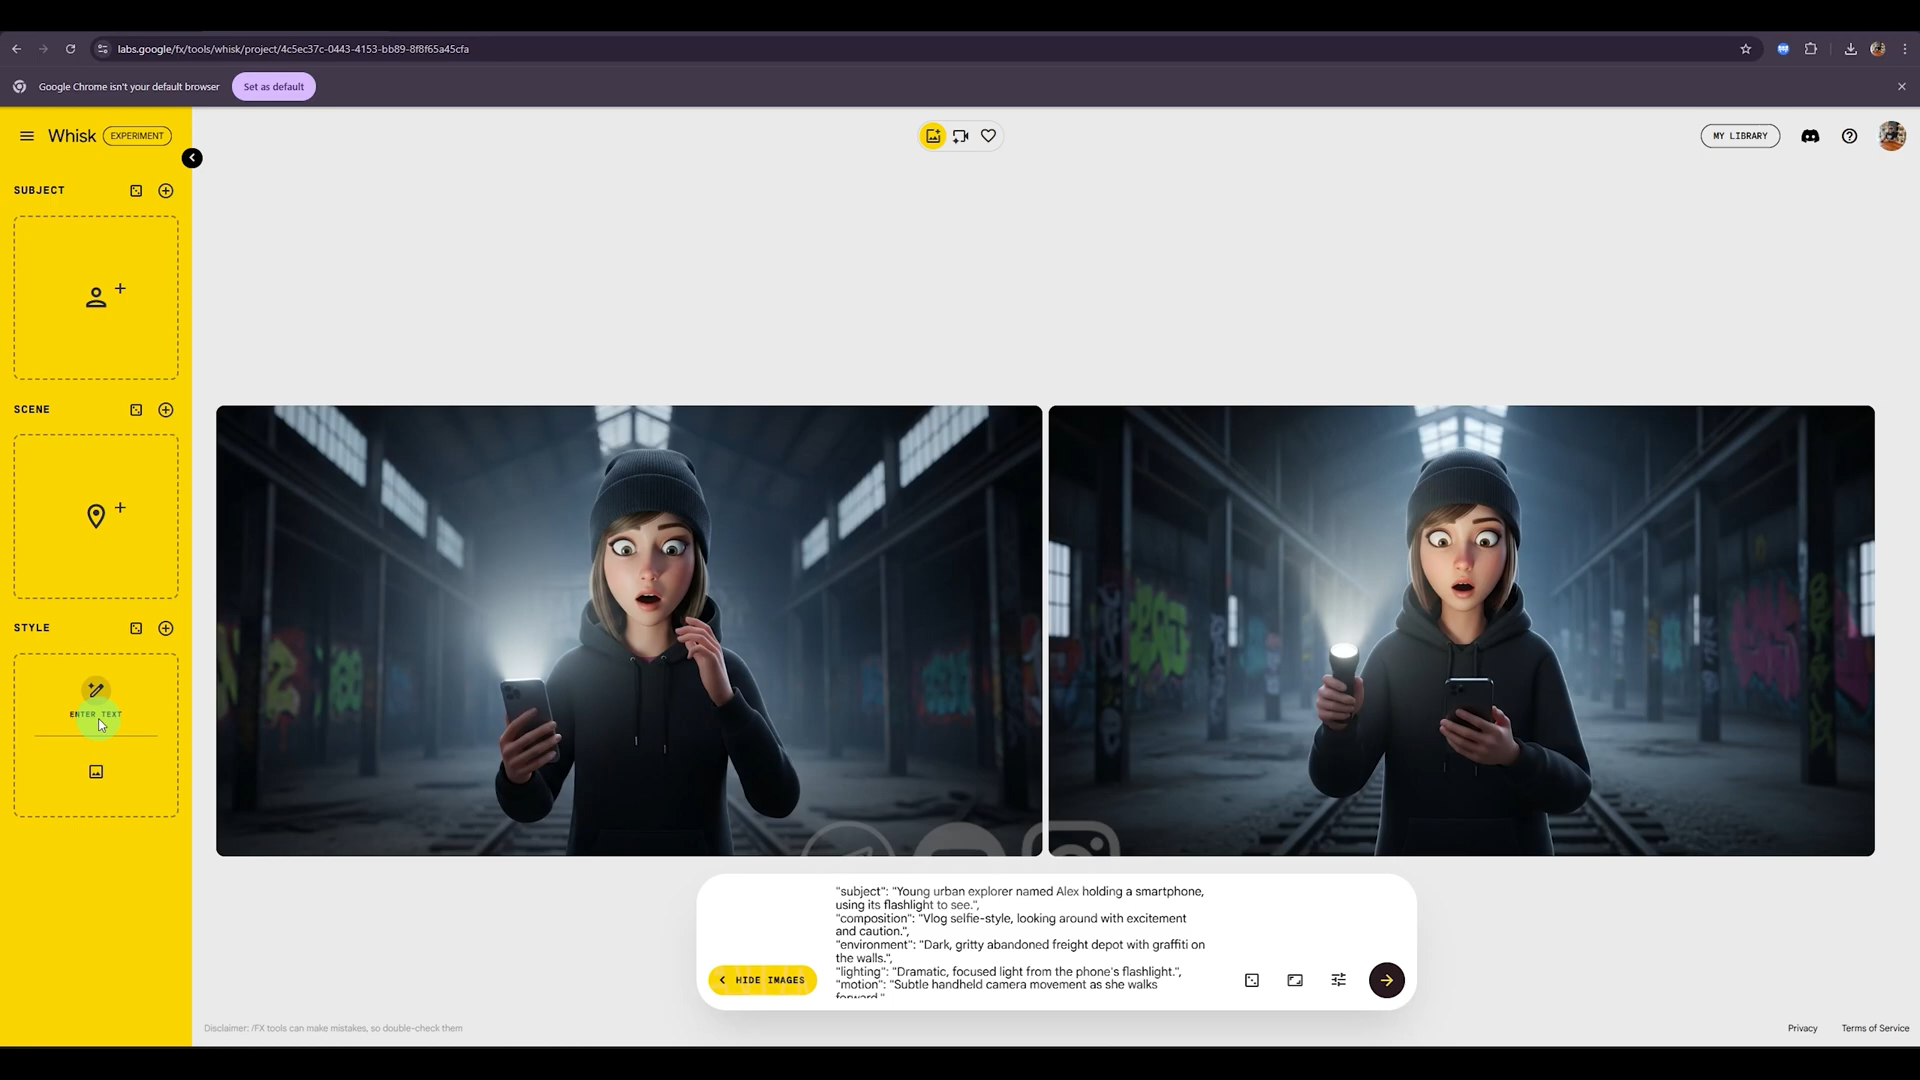 labs.google/fx/tools/whisk/project/4c5ec37c-0443-4153-bb89-8f8f65a45cfa
Google Chrome isn't your default browser
Set as default
Whisk
EXPERIMENT
MY LIBRARY
SUBJECT
SCENE
STYLE
ENTER TEXT
"subject": "Young urban explorer named Alex holding a smartphone,
using its flashlight to see.",
"composition": "Vlog selfie-style, looking around with excitement
and caution.",
"environment": "Dark, gritty abandoned freight depot with graffiti on
the walls.",
"lighting": "Dramatic, focused light from the phone's flashlight.",
"motion": "Subtle handheld camera movement as she walks
forward."
HIDE IMAGES
Disclaimer: /FX tools can make mistakes, so double-check them
Privacy
Terms of Service